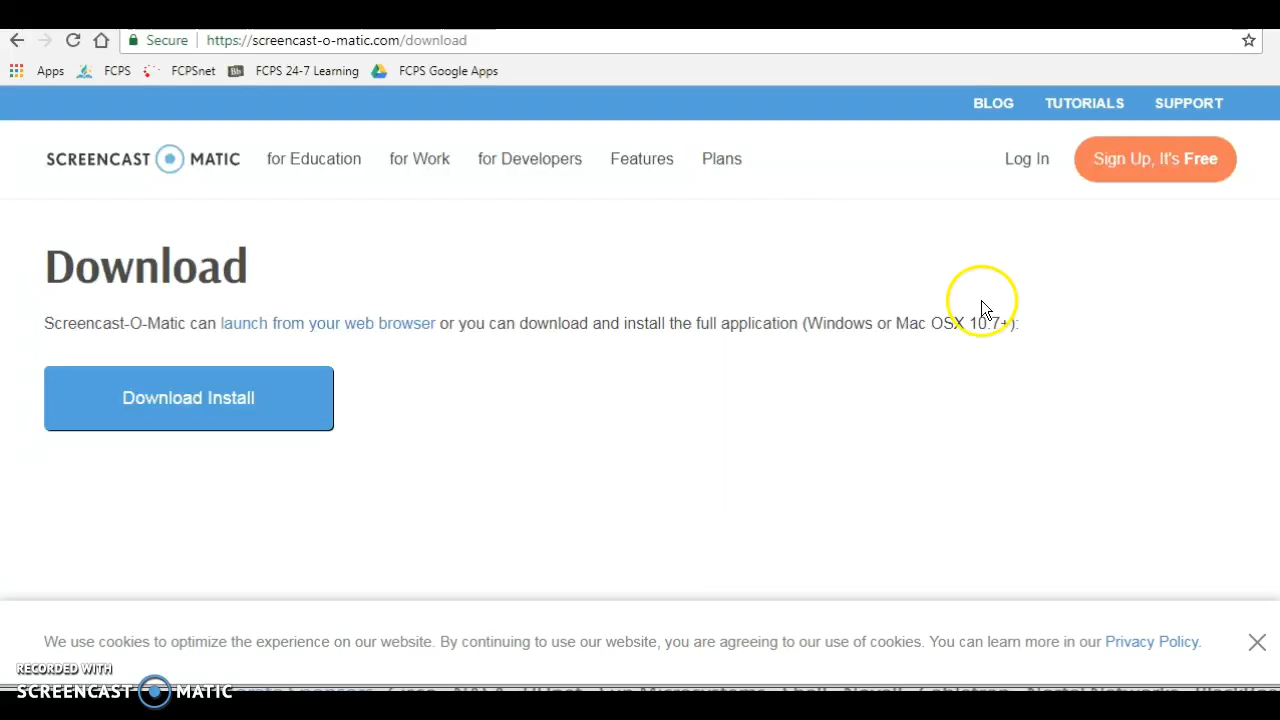 Secure https://screencast-o-matic.com/download
Apps FCPS FCPSnet Bb FCPS 24-7 Learning FCPS Google Apps
BLOG TUTORIALS SUPPORT
SCREENCAST MATIC for Education for Work for Developers Features Plans Log In Sign Up, It's Free
Download
Screencast-O-Matic can launch from your web browser or you can download and install the full application (Windows or Mac OSX 10.7+):
Download Install
We use cookies to optimize the experience on our website. By continuing to use our website, you are agreeing to our use of cookies. You can learn more in our Privacy Policy.
RECORDED WITH
SCREENCAST MATIC